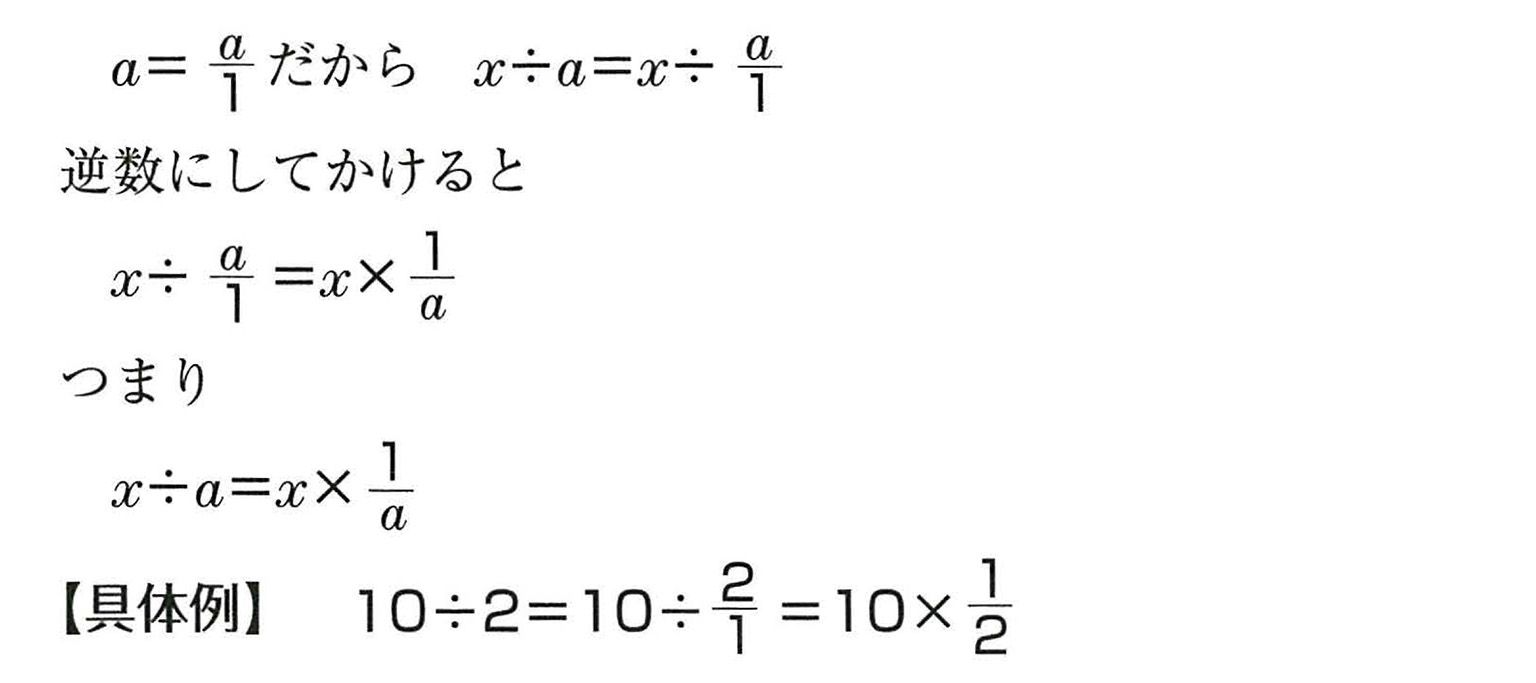 a=a/1だから x÷a=x÷a/1
逆数にしてかけると
x÷a/1=x×1/a
つまり
x÷a=x×1/a
【具体例】 10÷2=10÷2/1=10×1/2